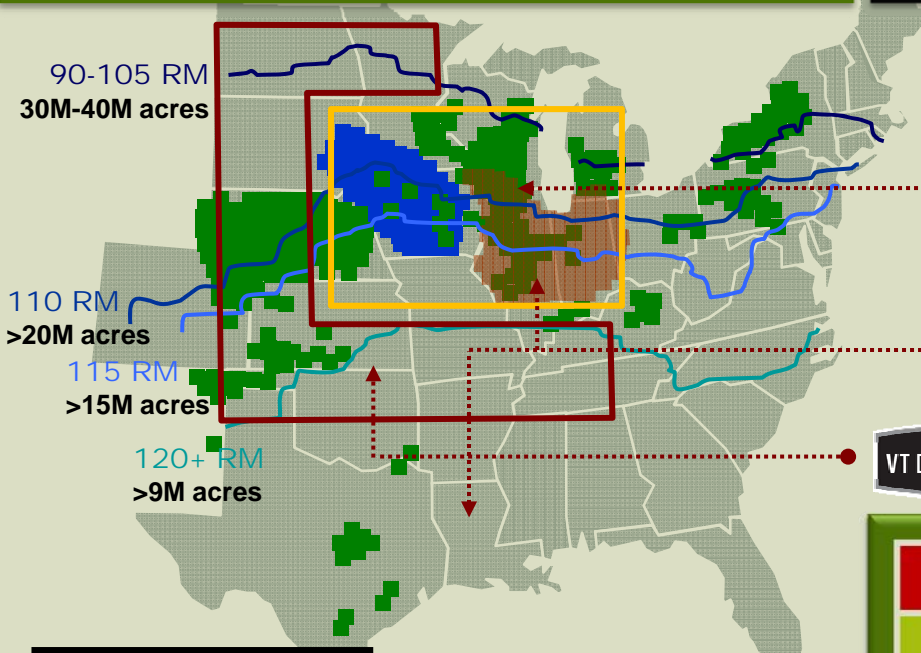 90-105 RM
30M-40M acres
110 RM
>20M acres
115 RM
>15M acres
120+ RM
>9M acres
VT